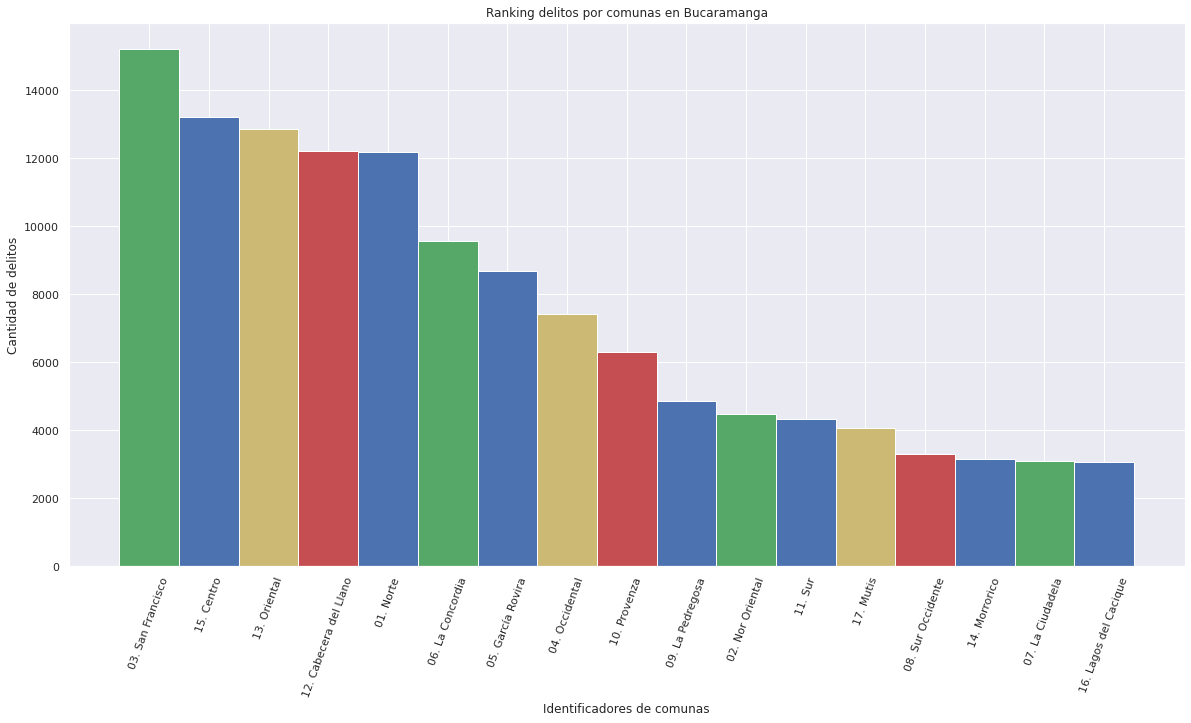 Ranking delitos por comunas en Bucaramanga
Cantidad de delitos
14000
12000
10000
8000
6000
4000
2000
0
03. San Francisco
15. Centro
13. Oriental
12. Cabecera del Llano
01. Norte
06. La Concordia
05. García Rovira
04. Occidental
10. Provenza
09. La Pedregosa
02. Nor Oriental
11. Sur
17. Mutis
08. Sur Occidente
14. Morrorico
07. La Ciudadela
16. Lagos del Cacique
Identificadores de comunas